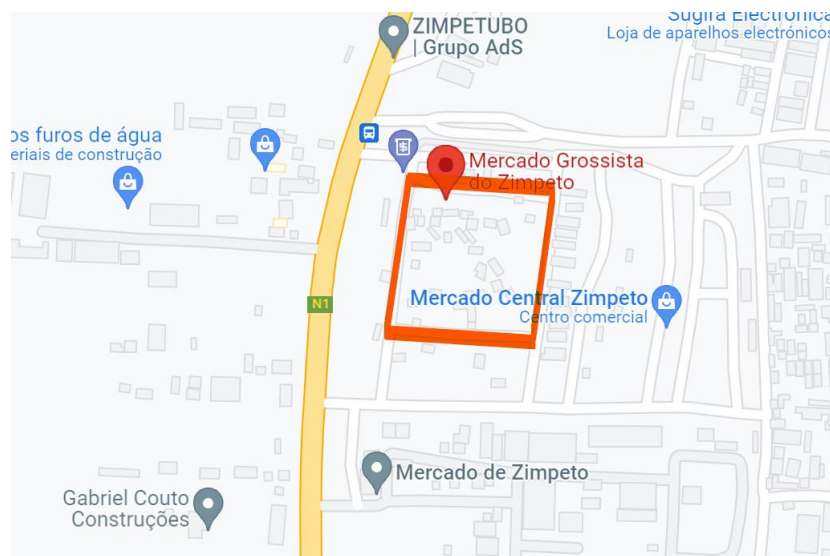 Sugira Electrónica
Loja de aparelhos electrónicos
ZIMPETUBO
| Grupo AdS
os furos de água
eriais de construção
Mercado Grossista
do Zimpeto
N1
Mercado Central Zimpeto
Centro comercial
Mercado de Zimpeto
Gabriel Couto
Construções